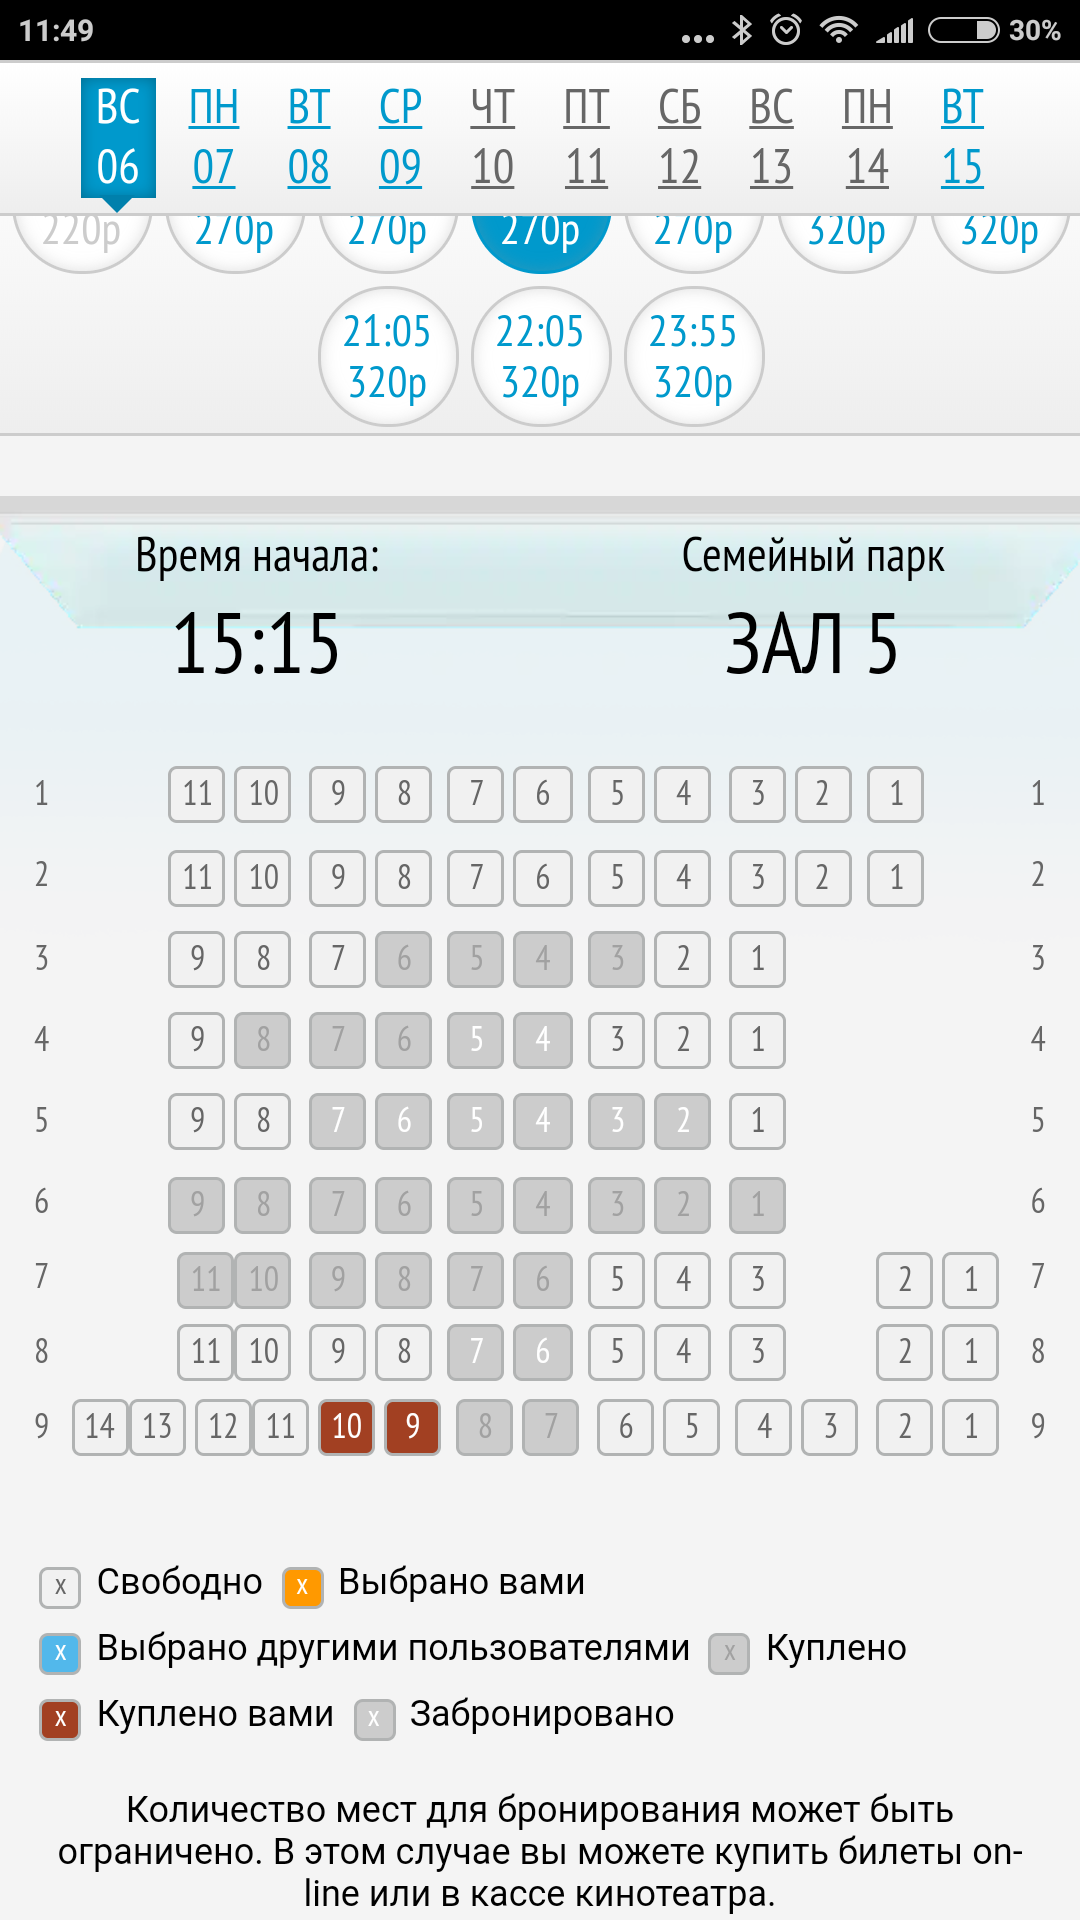 11:49 30%
ВС ПН ВТ СР ЧТ ПТ СБ ВС ПН ВТ
06 07 08 09 10 11 12 13 14 15
220р 270р 270р 270р 270р 320р 320р
21:05 22:05 23:55
320р 320р 320р
Время начала: Семейный парк
15:15 ЗАЛ 5
1 11 10 9 8 7 6 5 4 3 2 1 1
2 11 10 9 8 7 6 5 4 3 2 1 2
3 9 8 7 6 5 4 3 2 1 3
4 9 8 7 6 5 4 3 2 1 4
5 9 8 7 6 5 4 3 2 1 5
6 9 8 7 6 5 4 3 2 1 6
7 11 10 9 8 7 6 5 4 3 2 1 7
8 11 10 9 8 7 6 5 4 3 2 1 8
9 14 13 12 11 10 9 8 7 6 5 4 3 2 1 9
x Свободно x Выбрано вами
x Выбрано другими пользователями x Куплено
x Куплено вами x Забронировано
Количество мест для бронирования может быть
ограничено. В этом случае вы можете купить билеты on-
line или в кассе кинотеатра.